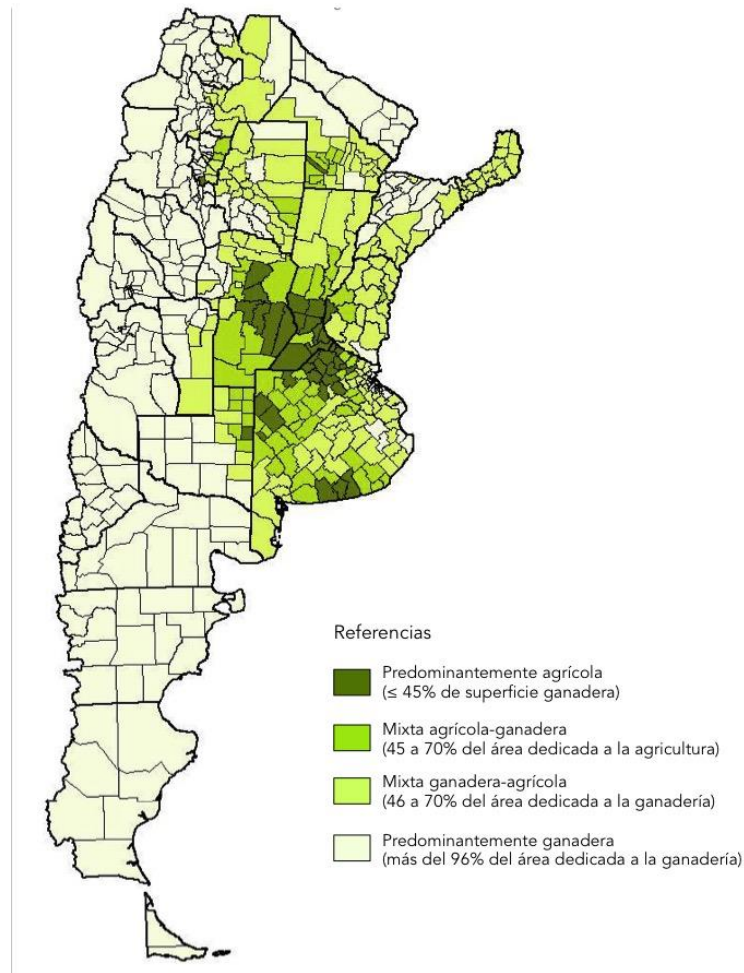 Referencias
Predominantemente agrícola
(≤ 45% de superficie ganadera)
Mixta agrícola-ganadera
(45 a 70% del área dedicada a la agricultura)
Mixta ganadera-agrícola
(46 a 70% del área dedicada a la ganadería)
Predominantemente ganadera
(más del 96% del área dedicada a la ganadería)